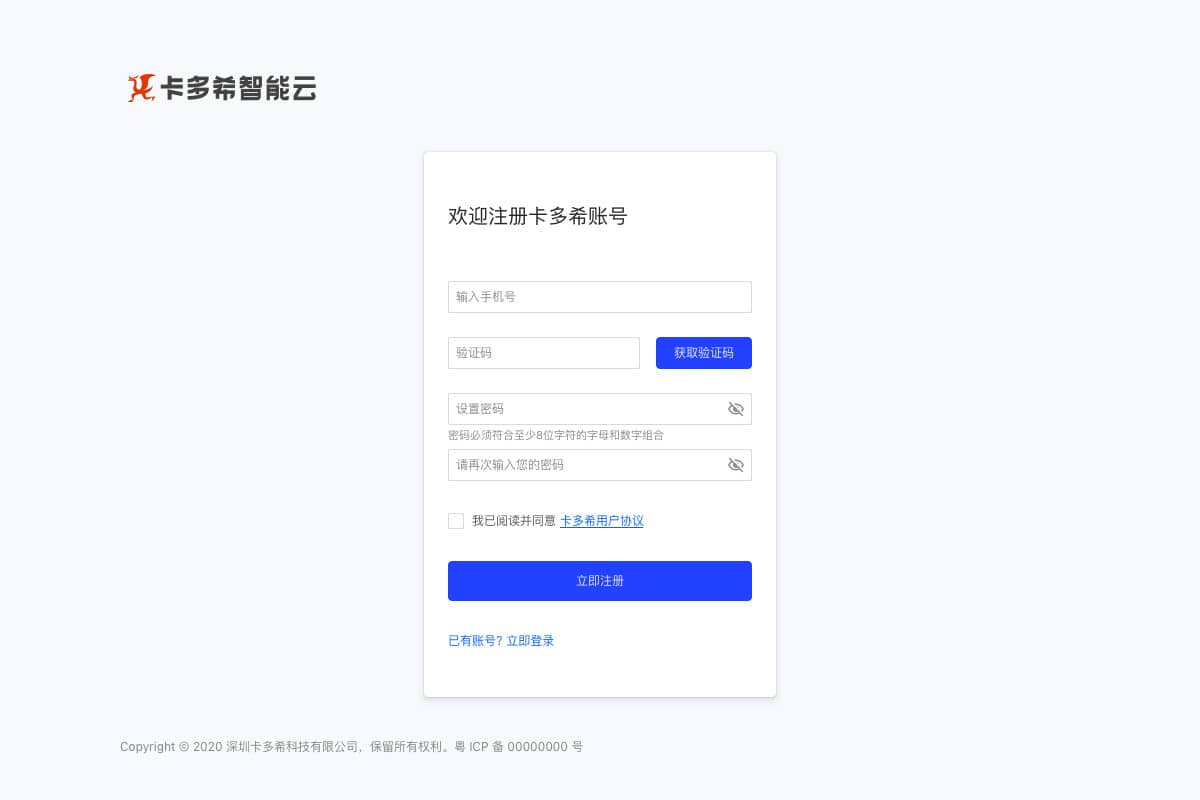 卡多希智能云
欢迎注册卡多希账号
输入手机号
验证码
获取验证码
设置密码
密码必须符合至少8位字符的字母和数字组合
请再次输入您的密码
我已阅读并同意 卡多希用户协议
立即注册
已有账号? 立即登录
Copyright © 2020 深圳卡多希科技有限公司，保留所有权利。粤 ICP 备 00000000 号